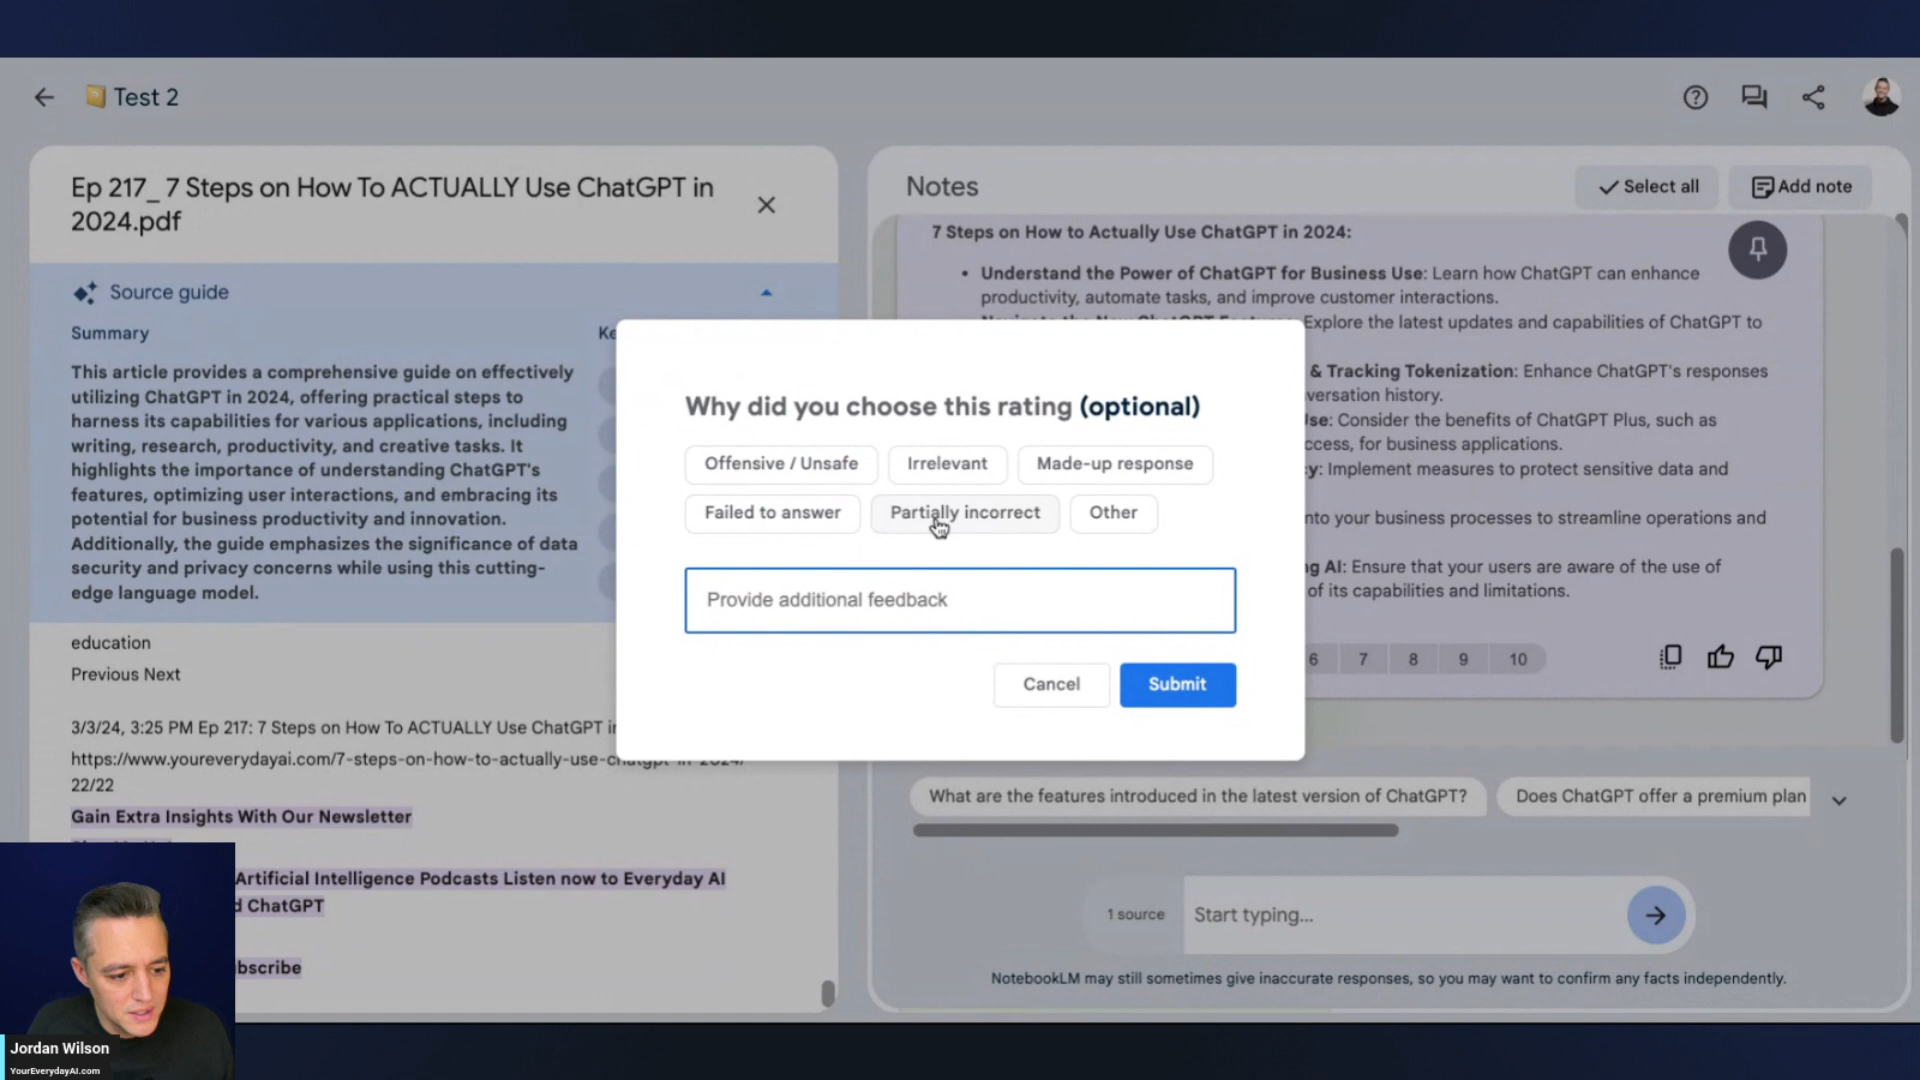 Test 2
Ep 217_ 7 Steps on How To ACTUALLY Use ChatGPT in
2024.pdf
Source guide
Summary
Ke
This article provides a comprehensive guide on effectively
utilizing ChatGPT in 2024, offering practical steps to
harness its capabilities for various applications, including
writing, research, productivity, and creative tasks. It
highlights the importance of understanding ChatGPT's
features, optimizing user interactions, and embracing its
potential for business productivity and innovation.
Additionally, the guide emphasizes the significance of data
security and privacy concerns while using this cutting-
edge language model.
education
Previous Next
3/3/24, 3:25 PM Ep 217: 7 Steps on How To ACTUALLY Use ChatGPT in
https://www.youreverydayai.com/7-steps-on-how-to-actually-use-chatgpt-in-2024/
22/22
Gain Extra Insights With Our Newsletter
Artificial Intelligence Podcasts Listen now to Everyday AI
d ChatGPT
bscribe
Jordan Wilson
YourEverydayAI.com
Why did you choose this rating (optional)
Offensive / Unsafe
Irrelevant
Made-up response
Failed to answer
Partially incorrect
Other
Provide additional feedback
Cancel
Submit
Notes
Select all
Add note
7 Steps on How to Actually Use ChatGPT in 2024:
• Understand the Power of ChatGPT for Business Use: Learn how ChatGPT can enhance
productivity, automate tasks, and improve customer interactions.
Navigate the New ChatGPT Features: Explore the latest updates and capabilities of ChatGPT to
& Tracking Tokenization: Enhance ChatGPT's responses
versation history.
Use: Consider the benefits of ChatGPT Plus, such as
ccess, for business applications.
cy: Implement measures to protect sensitive data and
nto your business processes to streamline operations and
ng AI: Ensure that your users are aware of the use of
of its capabilities and limitations.
6 7 8 9 10
What are the features introduced in the latest version of ChatGPT?
Does ChatGPT offer a premium plan
1 source
Start typing...
NotebookLM may still sometimes give inaccurate responses, so you may want to confirm any facts independently.